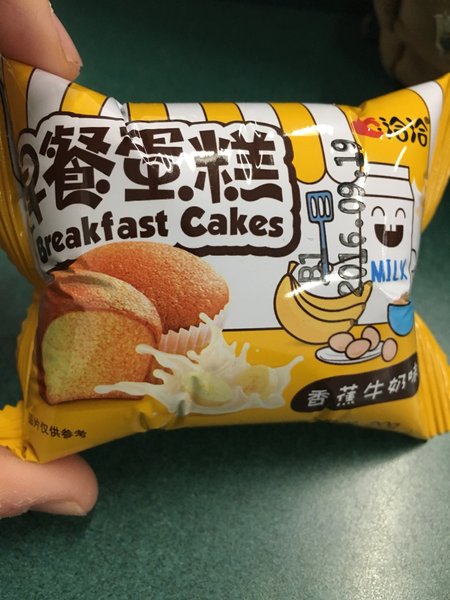 洽洽
早餐蛋糕
Breakfast Cakes
B1
2016.09.19
MILK
香蕉牛奶味
图片仅供参考